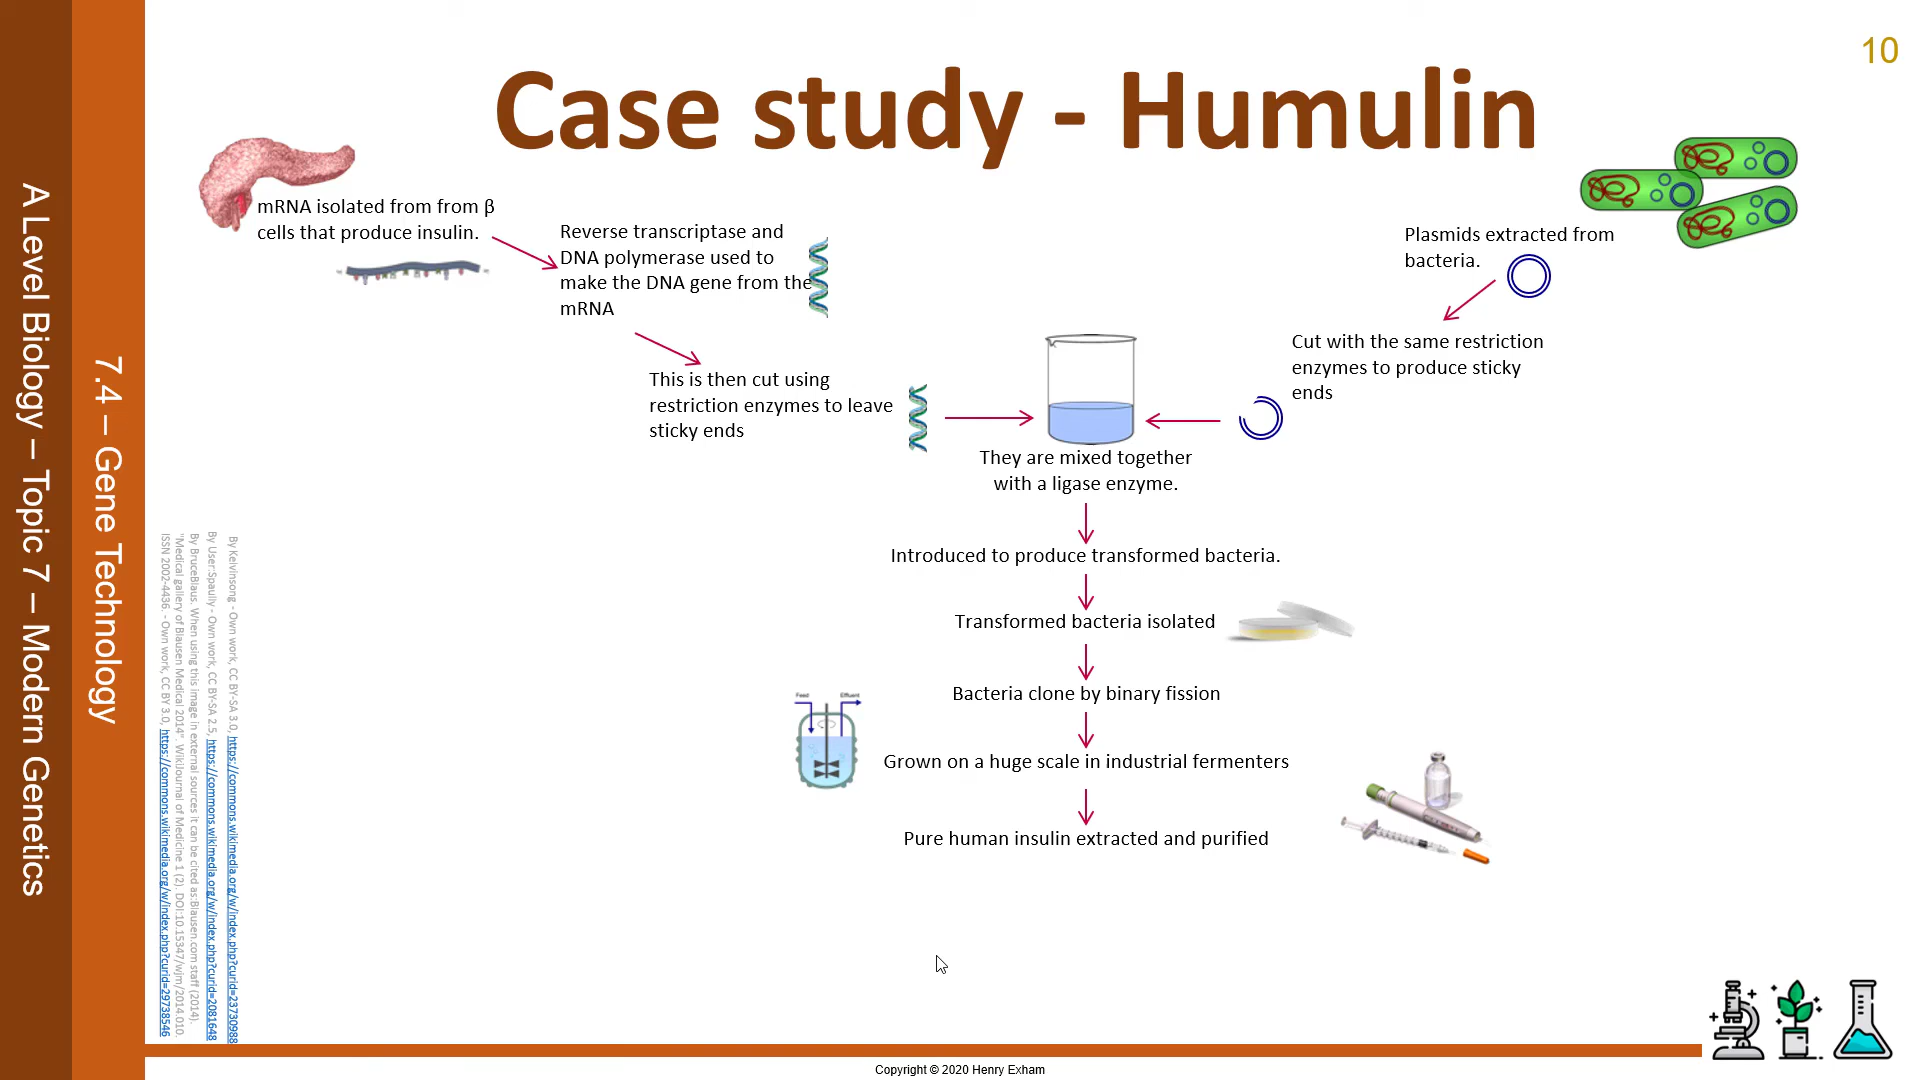 10
Case study - Humulin
A Level Biology – Topic 7 – Modern Genetics
7.4 – Gene Technology
mRNA isolated from from β
cells that produce insulin.
Reverse transcriptase and
DNA polymerase used to
make the DNA gene from the
mRNA
This is then cut using
restriction enzymes to leave
sticky ends
Plasmids extracted from
bacteria.
Cut with the same restriction
enzymes to produce sticky
ends
They are mixed together
with a ligase enzyme.
Introduced to produce transformed bacteria.
Transformed bacteria isolated
Bacteria clone by binary fission
Feed
Effluent
Grown on a huge scale in industrial fermenters
Pure human insulin extracted and purified
By Kelvinsong - Own work, CC BY-SA 3.0, https://commons.wikimedia.org/w/index.php?curid=23730988
By User:Spaully - Own work, CC BY-SA 2.5, https://commons.wikimedia.org/w/index.php?curid=2081648
By BruceBlaus. When using this image in external sources it can be cited as:Blausen.com staff (2014).
"Medical gallery of Blausen Medical 2014". WikiJournal of Medicine 1 (2). DOI:10.15347/wjm/2014.010.
ISSN 2002-4436. - Own work, CC BY 3.0, https://commons.wikimedia.org/w/index.php?curid=29738546
Copyright © 2020 Henry Exham